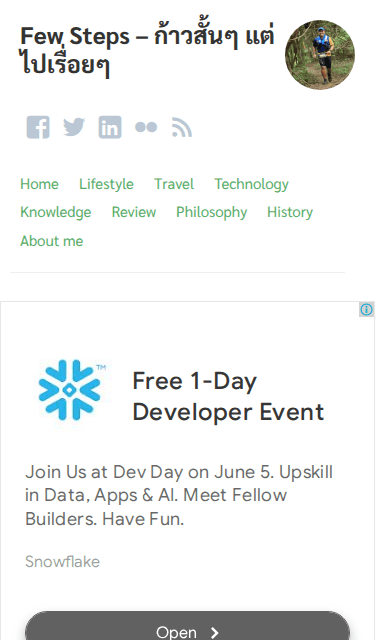 Few Steps – ก้าวสั้นๆ แต่
ไปเรื่อยๆ
Home Lifestyle Travel Technology
Knowledge Review Philosophy History
About me
Free 1-Day
Developer Event
TM
Join Us at Dev Day on June 5. Upskill
in Data, Apps & AI. Meet Fellow
Builders. Have Fun.
Snowflake
Open